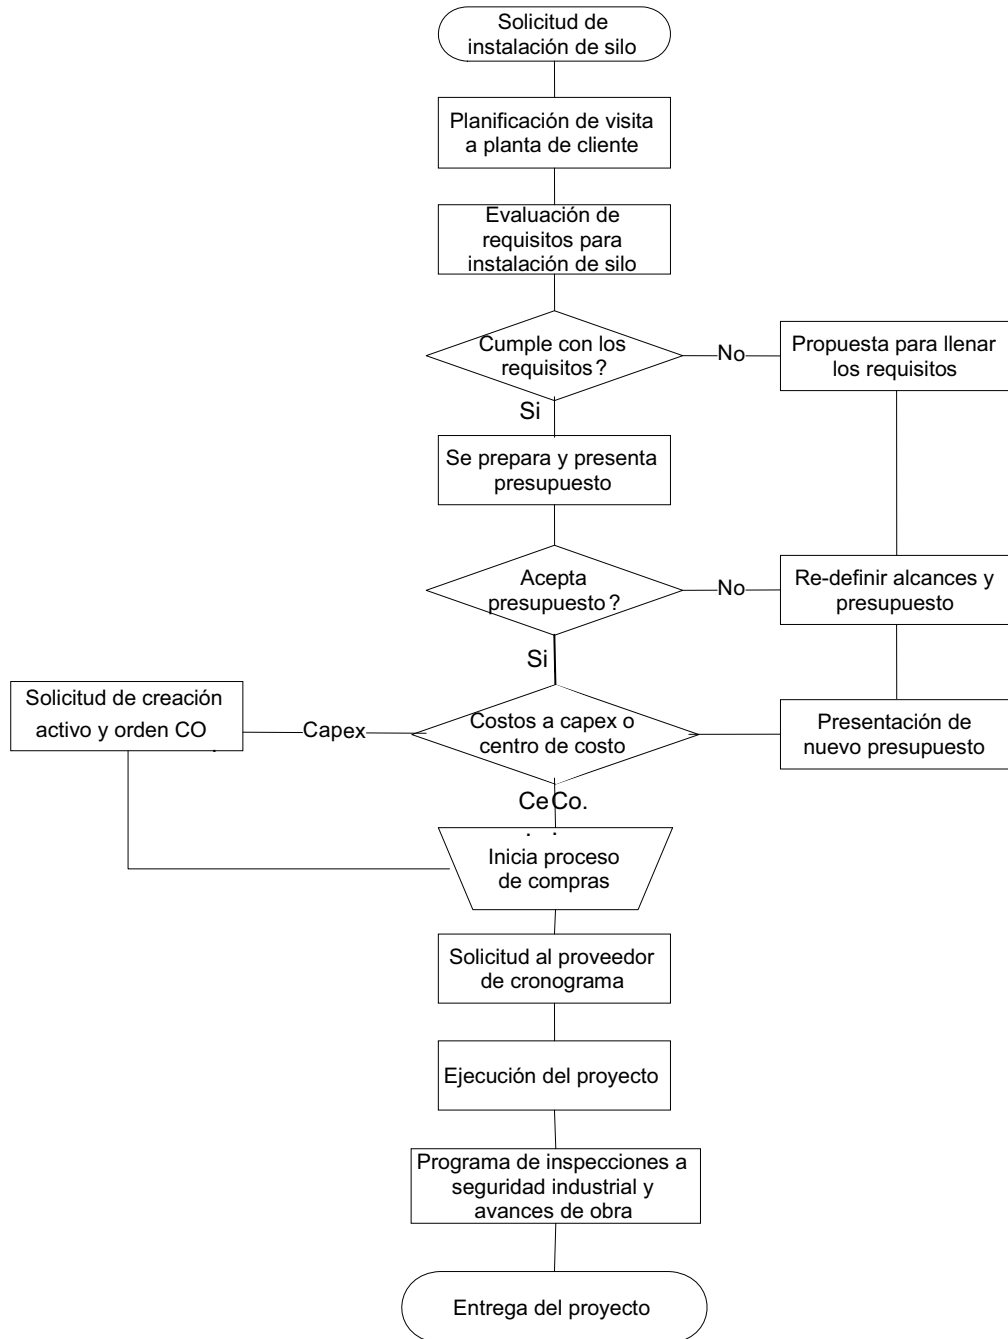 Solicitud de
instalación de silo
Planificación de visita
a planta de cliente
Evaluación de
requisitos para
instalación de silo
Cumple con los
requisitos?
No
Propuesta para llenar
los requisitos
Si
Se prepara y presenta
presupuesto
Acepta
presupuesto?
No
Re-definir alcances y
presupuesto
Si
Solicitud de creación
activo y orden CO
Capex
Costos a capex o
centro de costo
Presentación de
nuevo presupuesto
CeCo.
Inicia proceso
de compras
Solicitud al proveedor
de cronograma
Ejecución del proyecto
Programa de inspecciones a
seguridad industrial y
avances de obra
Entrega del proyecto